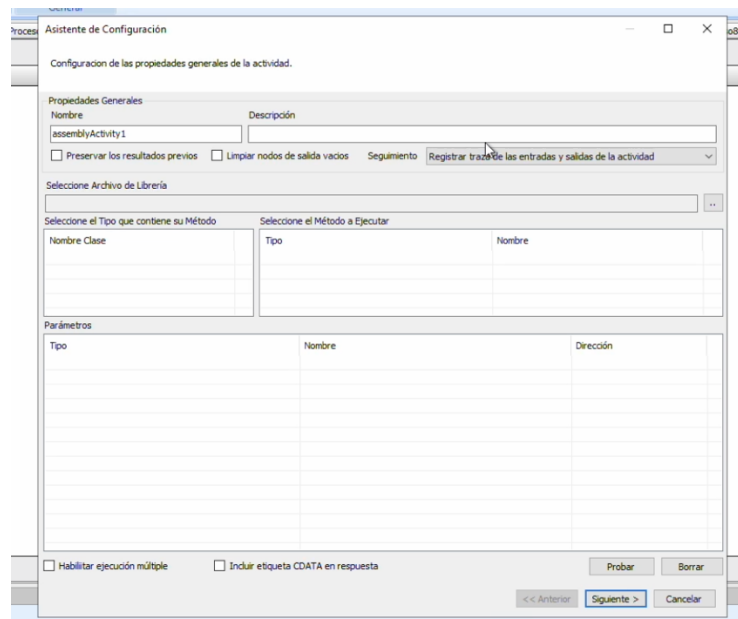 General
Asistente de Configuración
Configuracion de las propiedades generales de la actividad.
Propiedades Generales
Nombre Descripción
assemblyActivity1
Preservar los resultados previos Limpiar nodos de salida vacios Seguimiento Registrar traza de las entradas y salidas de la actividad
Seleccione Archivo de Librería
..
Seleccione el Tipo que contiene su Método Seleccione el Método a Ejecutar
Nombre Clase Tipo Nombre
Parámetros
Tipo Nombre Dirección
Habilitar ejecución múltiple Incluir etiqueta CDATA en respuesta Probar Borrar
<< Anterior Siguiente > Cancelar